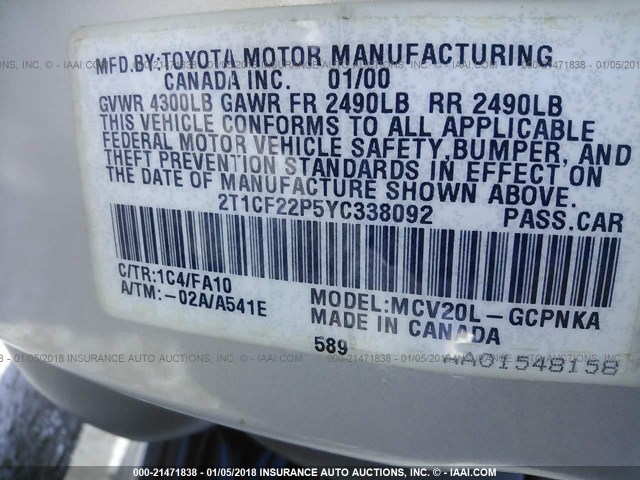 MFD.BY:TOYOTA MOTOR MANUFACTURING
CANADA INC. 01/00
GVWR 4300LB GAWR FR 2490LB RR 2490LB
THIS VEHICLE CONFORMS TO ALL APPLICABLE
FEDERAL MOTOR VEHICLE SAFETY,BUMPER, AND
THEFT PREVENTION STANDARDS IN EFFECT ON
THE DATE OF MANUFACTURE SHOWN ABOVE.
2T1CF22P5YC338092 PASS.CAR
C/TR:1C4/FA10
A/TM:-02A/A541E
MODEL:MCV20L-GCPNKA
MADE IN CANADA
589
AA01548158
000-21471838 - 01/05/2018 INSURANCE AUTO AUCTIONS INC. - © - IAAI.COM